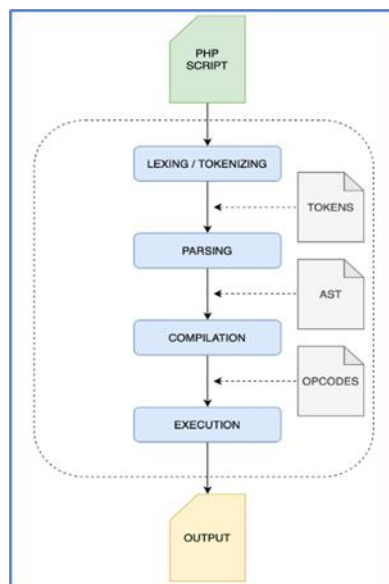 PHP
SCRIPT
LEXING / TOKENIZING
TOKENS
PARSING
AST
COMPILATION
OPCODES
EXECUTION
OUTPUT